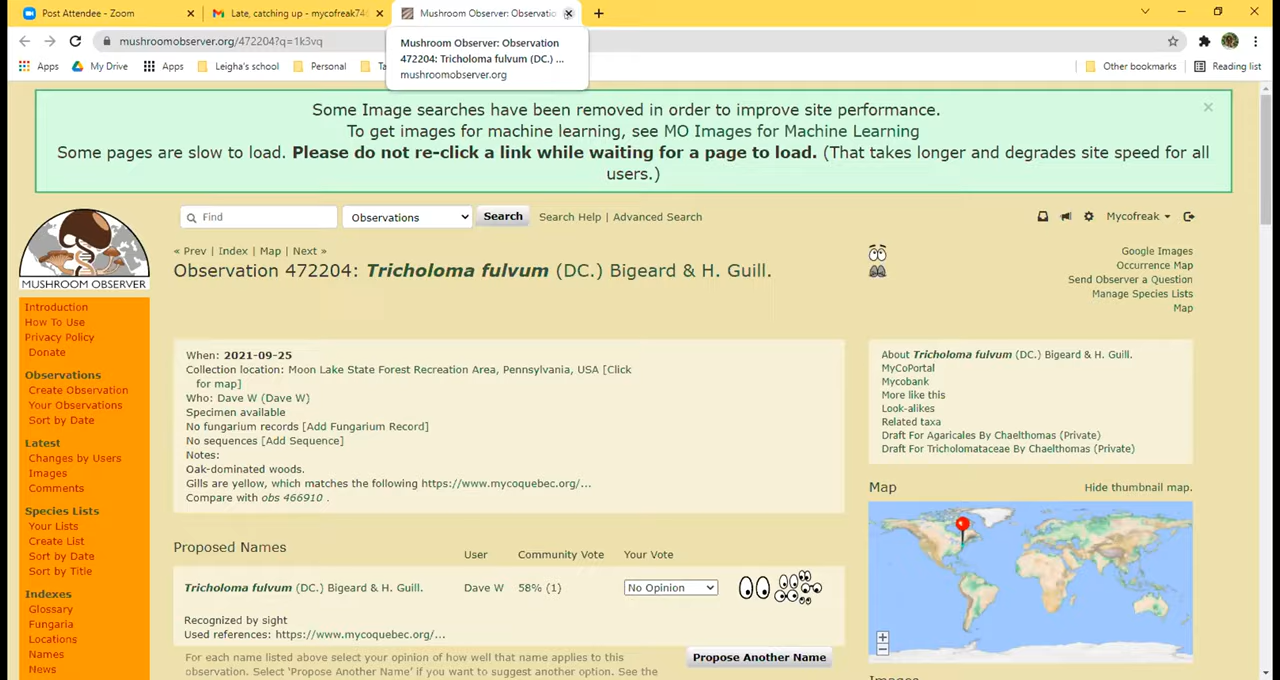 Post Attendee - Zoom
Late, catching up - mycofreak74
Mushroom Observer: Observatio
mushroomobserver.org/472204?q=1k3vq
Mushroom Observer: Observation
472204: Tricholoma fulvum (DC.) ...
mushroomobserver.org
Apps
My Drive
Apps
Leigha's school
Personal
Ta
Other bookmarks
Reading list
Some Image searches have been removed in order to improve site performance.
To get images for machine learning, see MO Images for Machine Learning
Some pages are slow to load. Please do not re-click a link while waiting for a page to load. (That takes longer and degrades site speed for all
users.)
MUSHROOM OBSERVER
Find
Observations
Search
Search Help | Advanced Search
Mycofreak
« Prev | Index | Map | Next »
Observation 472204: Tricholoma fulvum (DC.) Bigeard & H. Guill.
Google Images
Occurrence Map
Send Observer a Question
Manage Species Lists
Map
Introduction
How To Use
Privacy Policy
Donate
Observations
Create Observation
Your Observations
Sort by Date
Latest
Changes by Users
Images
Comments
Species Lists
Your Lists
Create List
Sort by Date
Sort by Title
Indexes
Glossary
Fungaria
Locations
Names
News
When: 2021-09-25
Collection location: Moon Lake State Forest Recreation Area, Pennsylvania, USA [Click
for map]
Who: Dave W (Dave W)
Specimen available
No fungarium records [Add Fungarium Record]
No sequences [Add Sequence]
Notes:
Oak-dominated woods.
Gills are yellow, which matches the following https://www.mycoquebec.org/...
Compare with obs 466910 .
About Tricholoma fulvum (DC.) Bigeard & H. Guill.
MyCoPortal
Mycobank
More like this
Look-alikes
Related taxa
Draft For Agaricales By Chaelthomas (Private)
Draft For Tricholomataceae By Chaelthomas (Private)
Map
Hide thumbnail map.
+
−
Images
Proposed Names
User
Community Vote
Your Vote
Tricholoma fulvum (DC.) Bigeard & H. Guill.
Dave W
58% (1)
No Opinion
Recognized by sight
Used references: https://www.mycoquebec.org/...
For each name listed above select your opinion of how well that name applies to this
observation. Select 'Propose Another Name' if you want to suggest another option. See the
Propose Another Name